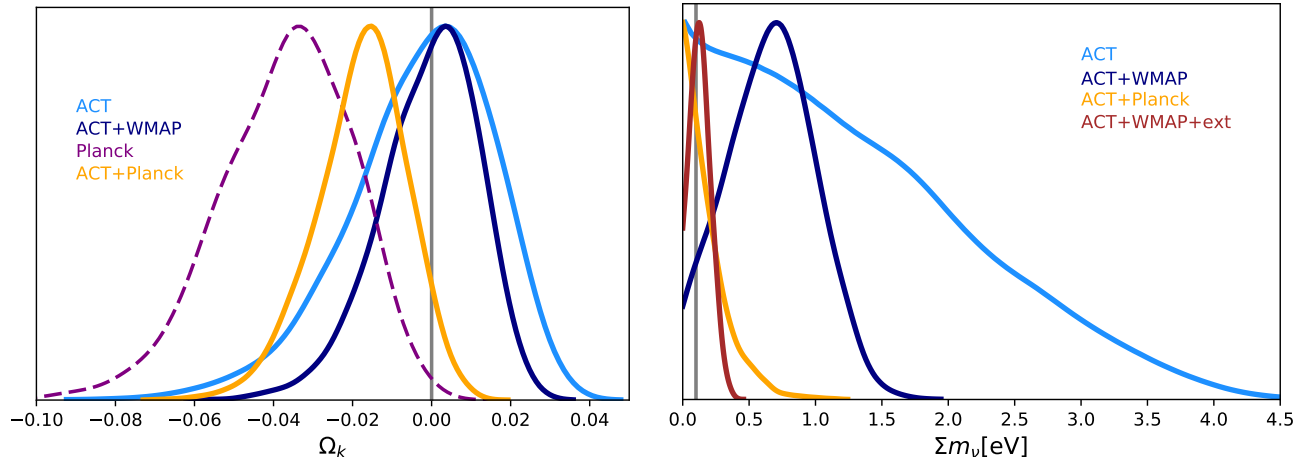 ACT
ACT+WMAP
Planck
ACT+Planck
−0.10 −0.08 −0.06 −0.04 −0.02 0.00 0.02 0.04
Ω_k
ACT
ACT+WMAP
ACT+Planck
ACT+WMAP+ext
0.0 0.5 1.0 1.5 2.0 2.5 3.0 3.5 4.0 4.5
Σm_ν[eV]